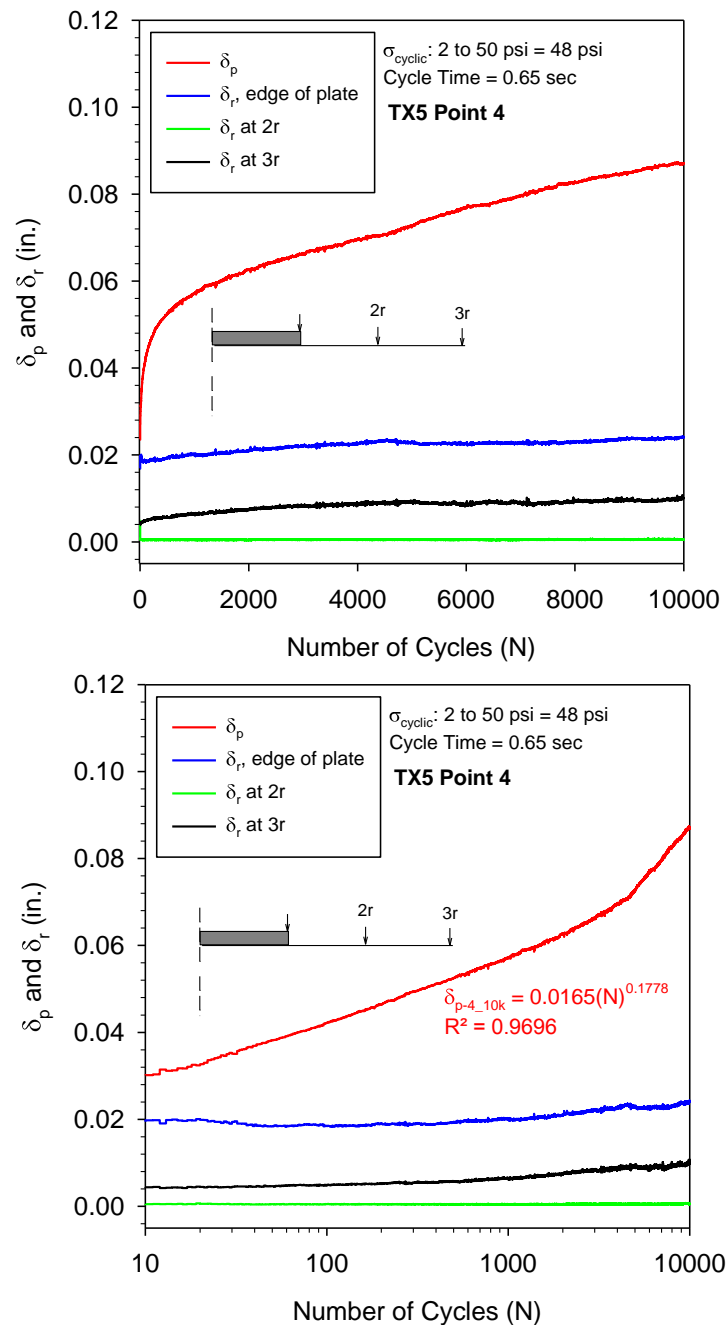 0.12
0.10
0.08
0.06
0.04
0.02
0.00
δp and δr (in.)
δp
δr, edge of plate
δr at 2r
δr at 3r
σcyclic: 2 to 50 psi = 48 psi
Cycle Time = 0.65 sec
TX5 Point 4
2r
3r
0
2000
4000
6000
8000
10000
Number of Cycles (N)
0.12
0.10
0.08
0.06
0.04
0.02
0.00
δp and δr (in.)
δp
δr, edge of plate
δr at 2r
δr at 3r
σcyclic: 2 to 50 psi = 48 psi
Cycle Time = 0.65 sec
TX5 Point 4
2r
3r
δp-4_10k = 0.0165(N)^0.1778
R² = 0.9696
10
100
1000
10000
Number of Cycles (N)